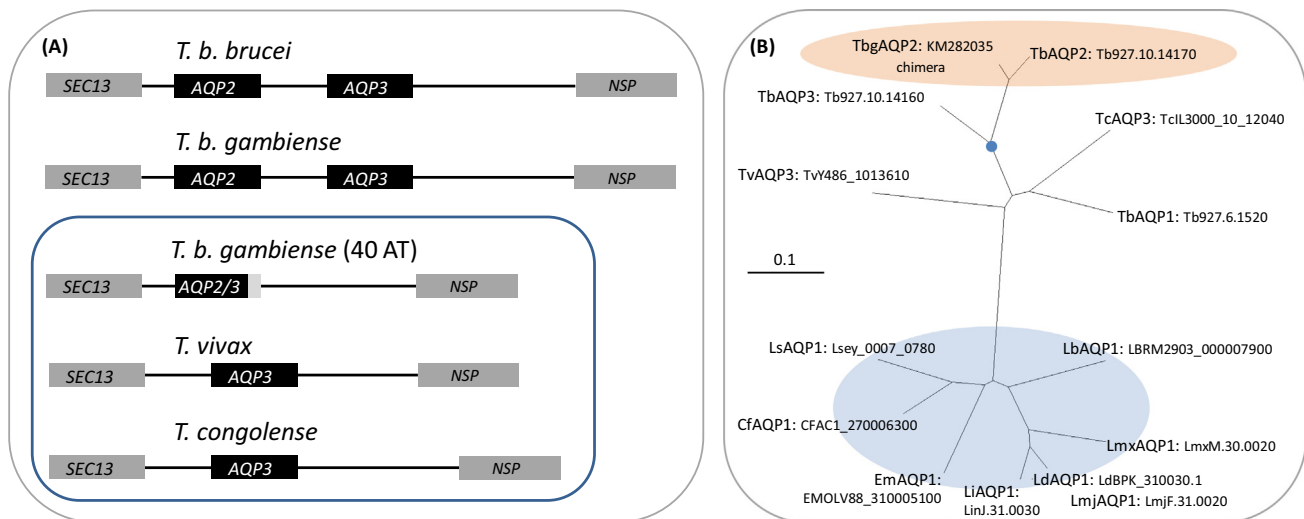 (A)
T. b. brucei
SEC13 AQP2 AQP3 NSP
T. b. gambiense
SEC13 AQP2 AQP3 NSP
T. b. gambiense (40 AT)
SEC13 AQP2/3 NSP
T. vivax
SEC13 AQP3 NSP
T. congolense
SEC13 AQP3 NSP
(B)
TbgAQP2: KM282035
chimera
TbAQP2: Tb927.10.14170
TbAQP3: Tb927.10.14160
TcAQP3: TcIL3000_10_12040
TvAQP3: TvY486_1013610
TbAQP1: Tb927.6.1520
0.1
LsAQP1: Lsey_0007_0780
LbAQP1: LBRM2903_000007900
CfAQP1: CFAC1_270006300
LmxAQP1: LmxM.30.0020
EmAQP1:
EMOLV88_310005100
LiAQP1:
LinJ.31.0030
LdAQP1: LdBPK_310030.1
LmjAQP1: LmjF.31.0020